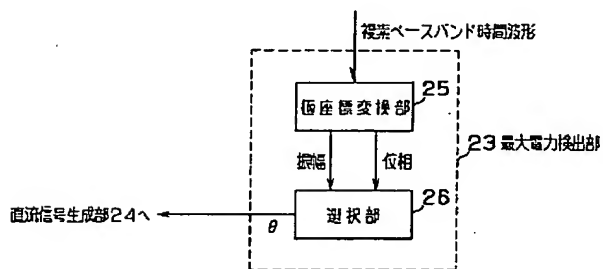 複素ベースバンド時間波形
25
極座標変換部
振幅
位相
23 最大電力検出部
26
選択部
直流信号生成部24へ
θ